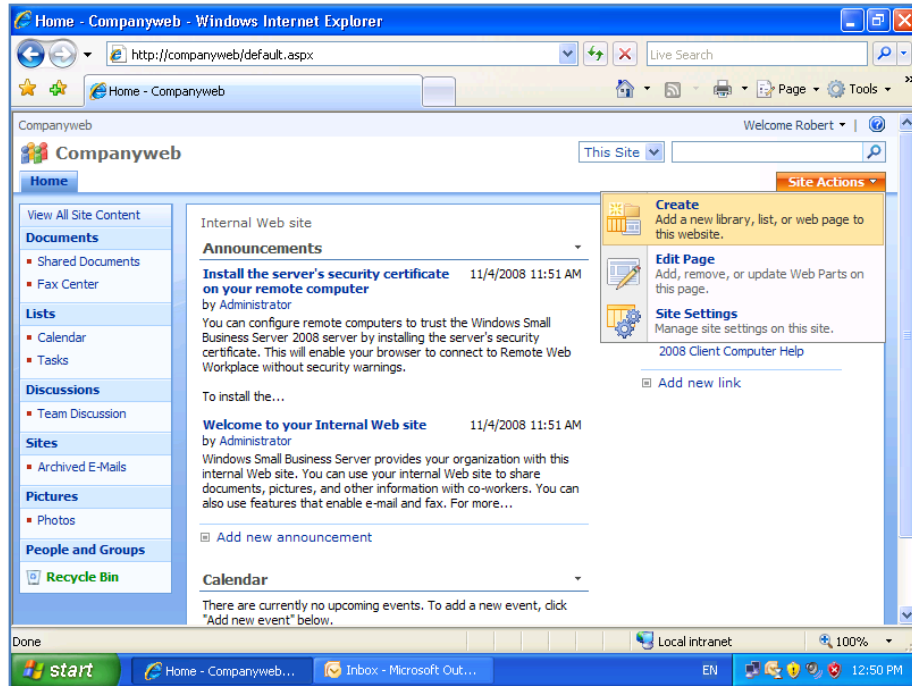 Home - Companyweb - Windows Internet Explorer
http://companyweb/default.aspx
Live Search
Home - Companyweb
Page
Tools
Companyweb
Welcome Robert
Companyweb
This Site
Home
Site Actions
Create
Add a new library, list, or web page to
this website.
Edit Page
Add, remove, or update Web Parts on
this page.
Site Settings
Manage site settings on this site.
2008 Client Computer Help
Add new link
View All Site Content
Documents
Shared Documents
Fax Center
Lists
Calendar
Tasks
Discussions
Team Discussion
Sites
Archived E-Mails
Pictures
Photos
People and Groups
Recycle Bin
Internal Web site
Announcements
Install the server's security certificate 11/4/2008 11:51 AM
on your remote computer
by Administrator
You can configure remote computers to trust the Windows Small
Business Server 2008 server by installing the server's security
certificate. This will enable your browser to connect to Remote Web
Workplace without security warnings.
To install the...
Welcome to your Internal Web site 11/4/2008 11:51 AM
by Administrator
Windows Small Business Server provides your organization with this
internal Web site. You can use your internal Web site to share
documents, pictures, and other information with co-workers. You can
also use features that enable e-mail and fax. For more...
Add new announcement
Calendar
There are currently no upcoming events. To add a new event, click
"Add new event" below.
Done
Local intranet
100%
start
Home - Companyweb...
Inbox - Microsoft Out...
EN
12:50 PM